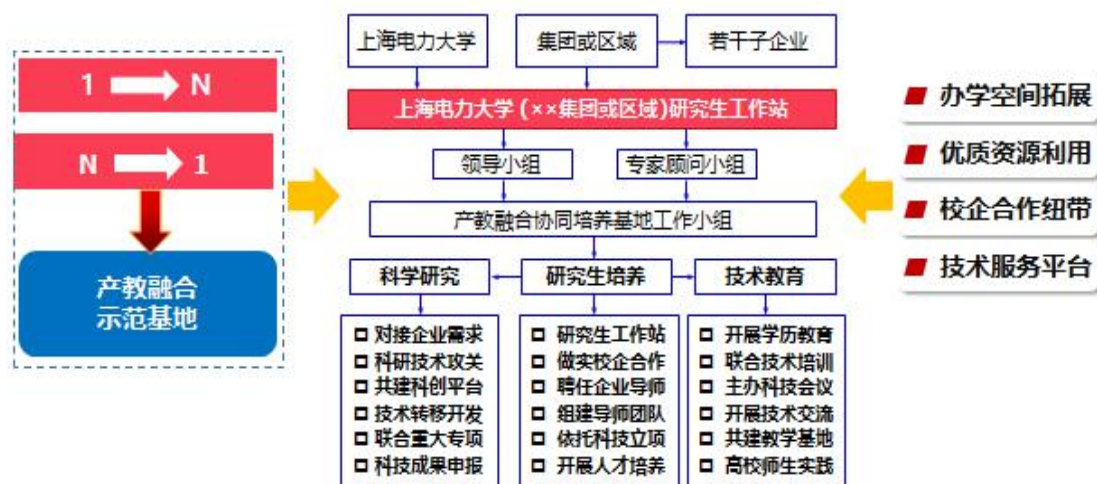 1 N
N 1
产教融合
示范基地
上海电力大学
集团或区域
若干子企业
上海电力大学 (××集团或区域)研究生工作站
领导小组
专家顾问小组
产教融合协同培养基地工作小组
科学研究
研究生培养
技术教育
对接企业需求
科研技术攻关
共建科创平台
技术转移开发
联合重大专项
科技成果申报
研究生工作站
做实校企合作
聘任企业导师
组建导师团队
依托科技立项
开展人才培养
开展学历教育
联合技术培训
主办科技会议
开展技术交流
共建教学基地
高校师生实践
办学空间拓展
优质资源利用
校企合作纽带
技术服务平台